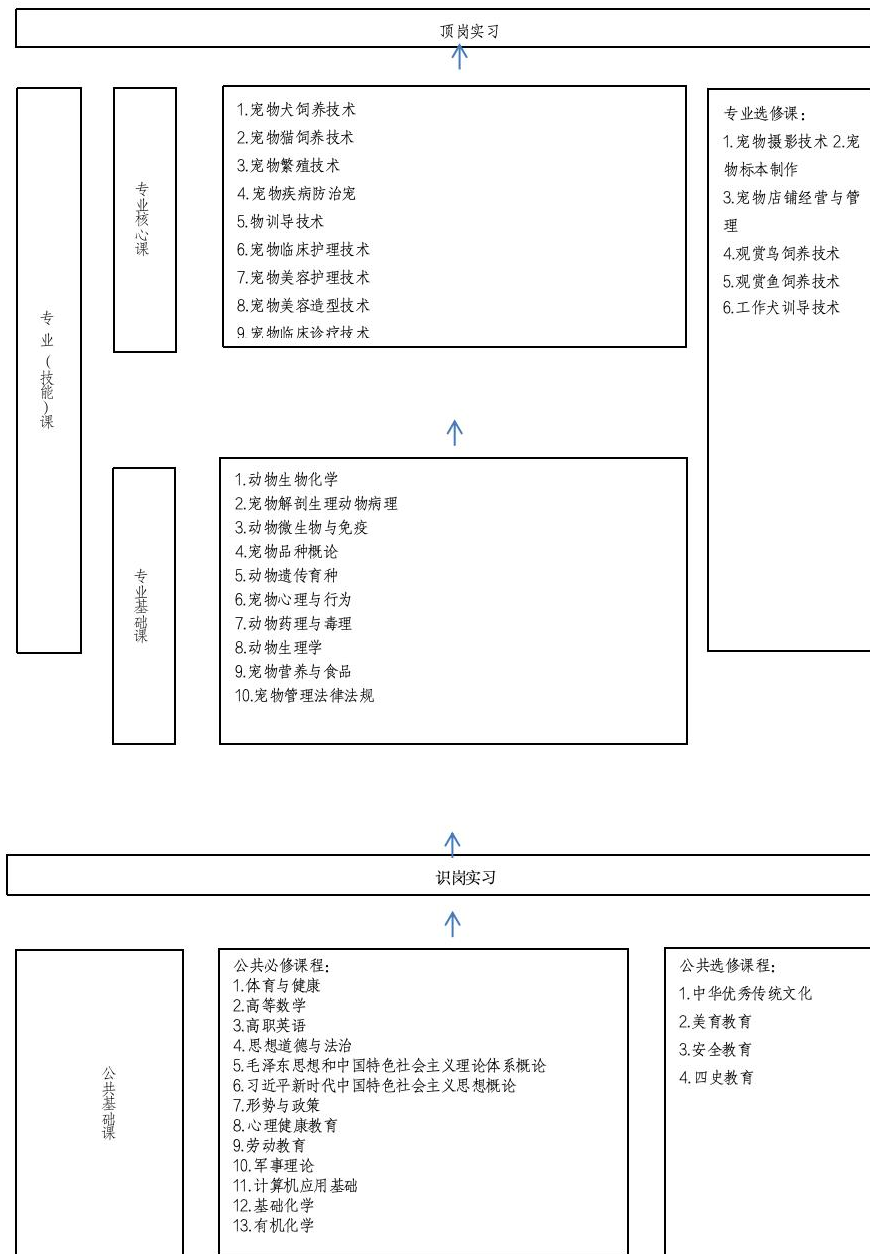 顶岗实习
专业（技能）课
专业核心课
1.宠物犬饲养技术
2.宠物猫饲养技术
3.宠物繁殖技术
4.宠物疾病防治宠
5.物训导技术
6.宠物临床护理技术
7.宠物美容护理技术
8.宠物美容造型技术
9.宠物临床诊疗技术
专业选修课：
1.宠物摄影技术 2.宠
物标本制作
3.宠物店铺经营与管
理
4.观赏鸟饲养技术
5.观赏鱼饲养技术
6.工作犬训导技术
专业基础课
1.动物生物化学
2.宠物解剖生理动物病理
3.动物微生物与免疫
4.宠物品种概论
5.动物遗传育种
6.宠物心理与行为
7.动物药理与毒理
8.动物生理学
9.宠物营养与食品
10.宠物管理法律法规
识岗实习
公共基础课
公共必修课程：
1.体育与健康
2.高等数学
3.高职英语
4.思想道德与法治
5.毛泽东思想和中国特色社会主义理论体系概论
6.习近平新时代中国特色社会主义思想概论
7.形势与政策
8.心理健康教育
9.劳动教育
10.军事理论
11.计算机应用基础
12.基础化学
13.有机化学
公共选修课程：
1.中华优秀传统文化
2.美育教育
3.安全教育
4.四史教育